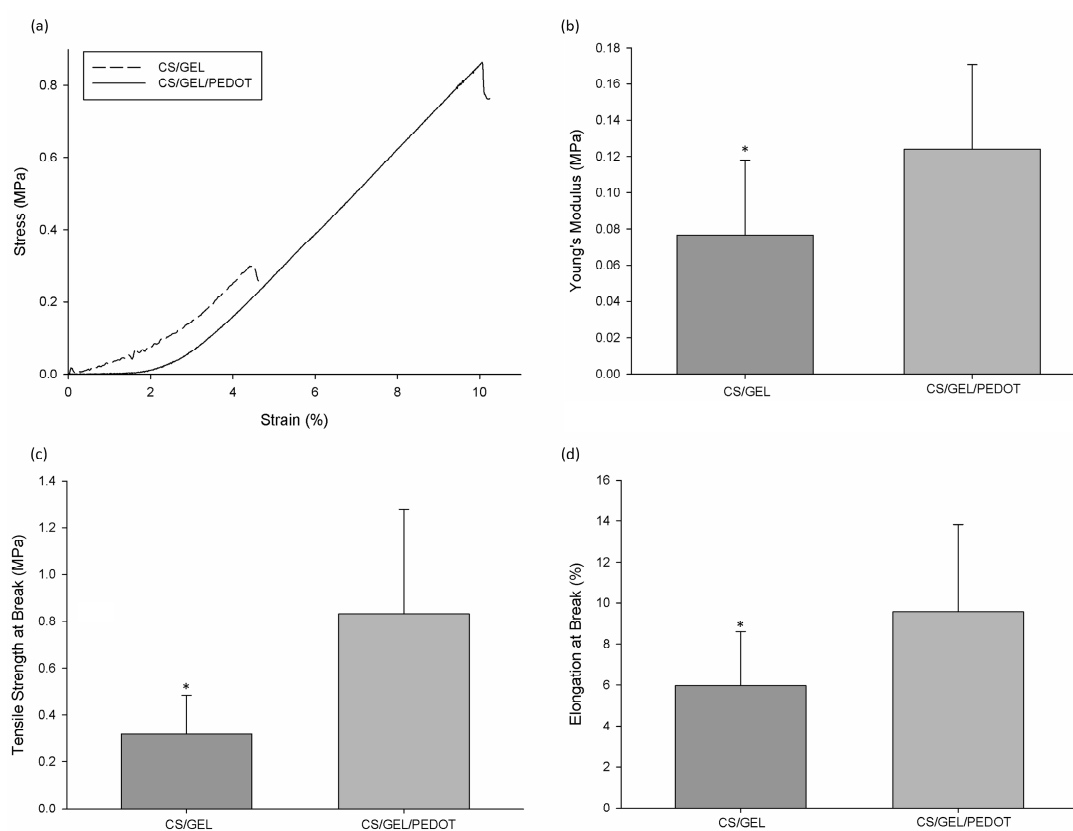 (a)
CS/GEL
CS/GEL/PEDOT
0.8
0.6
0.4
0.2
0.0
Stress (MPa)
0 2 4 6 8 10
Strain (%)
(b)
0.18
0.16
0.14
0.12
0.10
0.08
0.06
0.04
0.02
0.00
Young's Modulus (MPa)
*
CS/GEL CS/GEL/PEDOT
(c)
1.4
1.2
1.0
0.8
0.6
0.4
0.2
0.0
Tensile Strength at Break (MPa)
*
CS/GEL CS/GEL/PEDOT
(d)
16
14
12
10
8
6
4
2
0
Elongation at Break (%)
*
CS/GEL CS/GEL/PEDOT